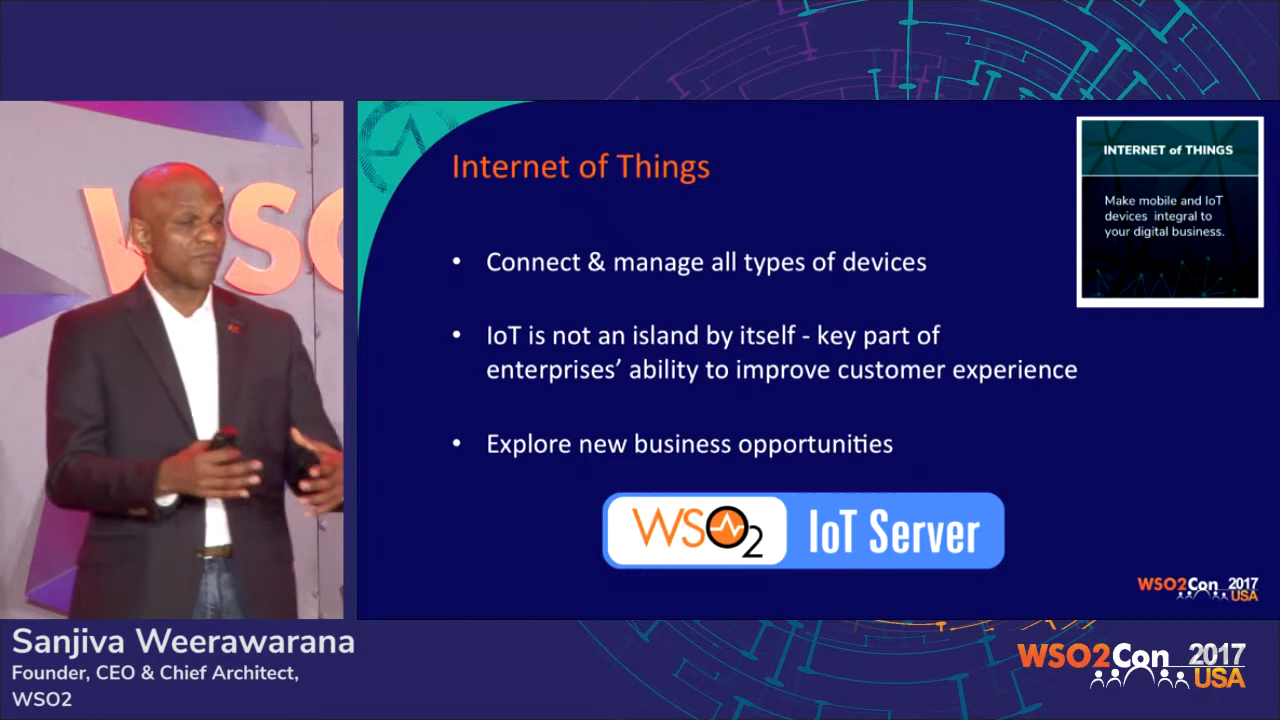 WSO
Internet of Things
• Connect & manage all types of devices
• IoT is not an island by itself - key part of
enterprises’ ability to improve customer experience
• Explore new business opportunities
WSO2 IoT Server
INTERNET of THINGS
Make mobile and IoT
devices integral to
your digital business.
WSO2Con 2017
USA
Sanjiva Weerawarana
Founder, CEO & Chief Architect,
WSO2
WSO2Con 2017
USA